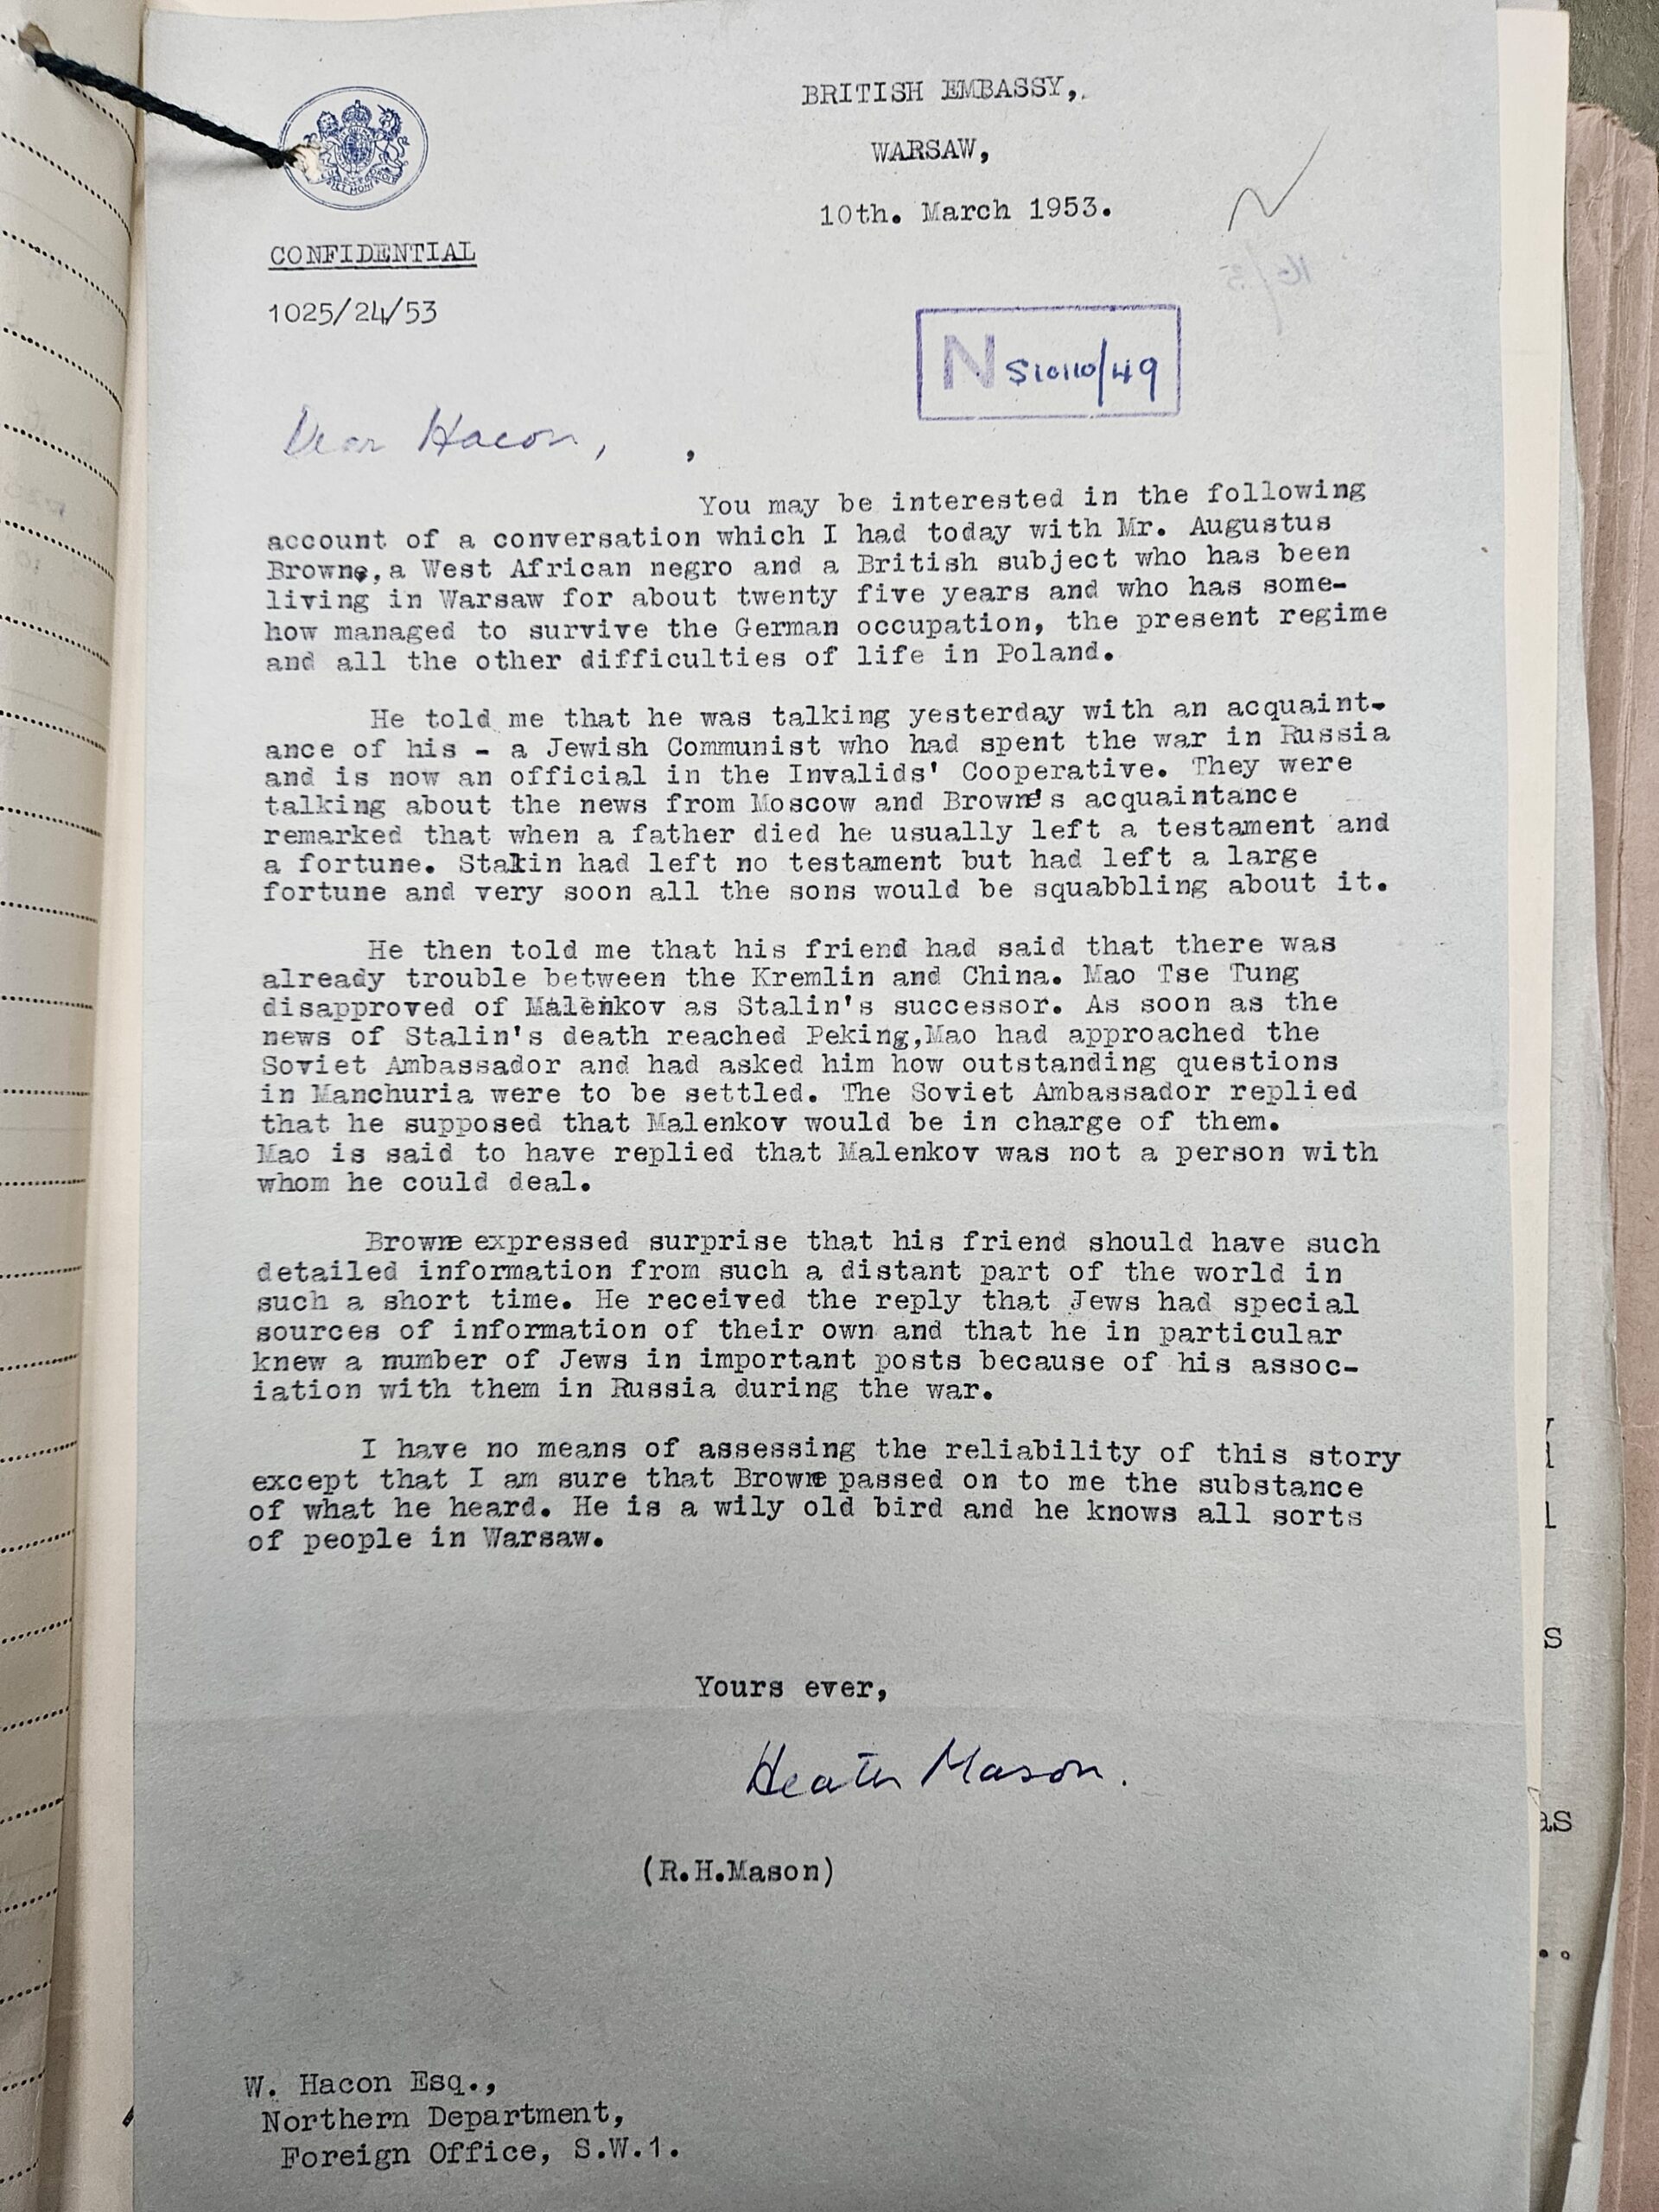 BRITISH EMBASSY,
WARSAW,
10th. March 1953.
CONFIDENTIAL
1025/24/53
N S10110/49
Dear Hacon,
You may be interested in the following
account of a conversation which I had today with Mr. Augustus
Browne, a West African negro and a British subject who has been
living in Warsaw for about twenty five years and who has some-
how managed to survive the German occupation, the present regime
and all the other difficulties of life in Poland.
He told me that he was talking yesterday with an acquaint-
ance of his - a Jewish Communist who had spent the war in Russia
and is now an official in the Invalids' Cooperative. They were
talking about the news from Moscow and Browne's acquaintance
remarked that when a father died he usually left a testament and
a fortune. Stalin had left no testament but had left a large
fortune and very soon all the sons would be squabbling about it.
He then told me that his friend had said that there was
already trouble between the Kremlin and China. Mao Tse Tung
disapproved of Malenkov as Stalin's successor. As soon as the
news of Stalin's death reached Peking,Mao had approached the
Soviet Ambassador and had asked him how outstanding questions
in Manchuria were to be settled. The Soviet Ambassador replied
that he supposed that Malenkov would be in charge of them.
Mao is said to have replied that Malenkov was not a person with
whom he could deal.
Browne expressed surprise that his friend should have such
detailed information from such a distant part of the world in
such a short time. He received the reply that Jews had special
sources of information of their own and that he in particular
knew a number of Jews in important posts because of his assoc-
iation with them in Russia during the war.
I have no means of assessing the reliability of this story
except that I am sure that Browne passed on to me the substance
of what he heard. He is a wily old bird and he knows all sorts
of people in Warsaw.
Yours ever,
Heath Mason.
(R.H.Mason)
W. Hacon Esq.,
Northern Department,
Foreign Office, S.W.1.